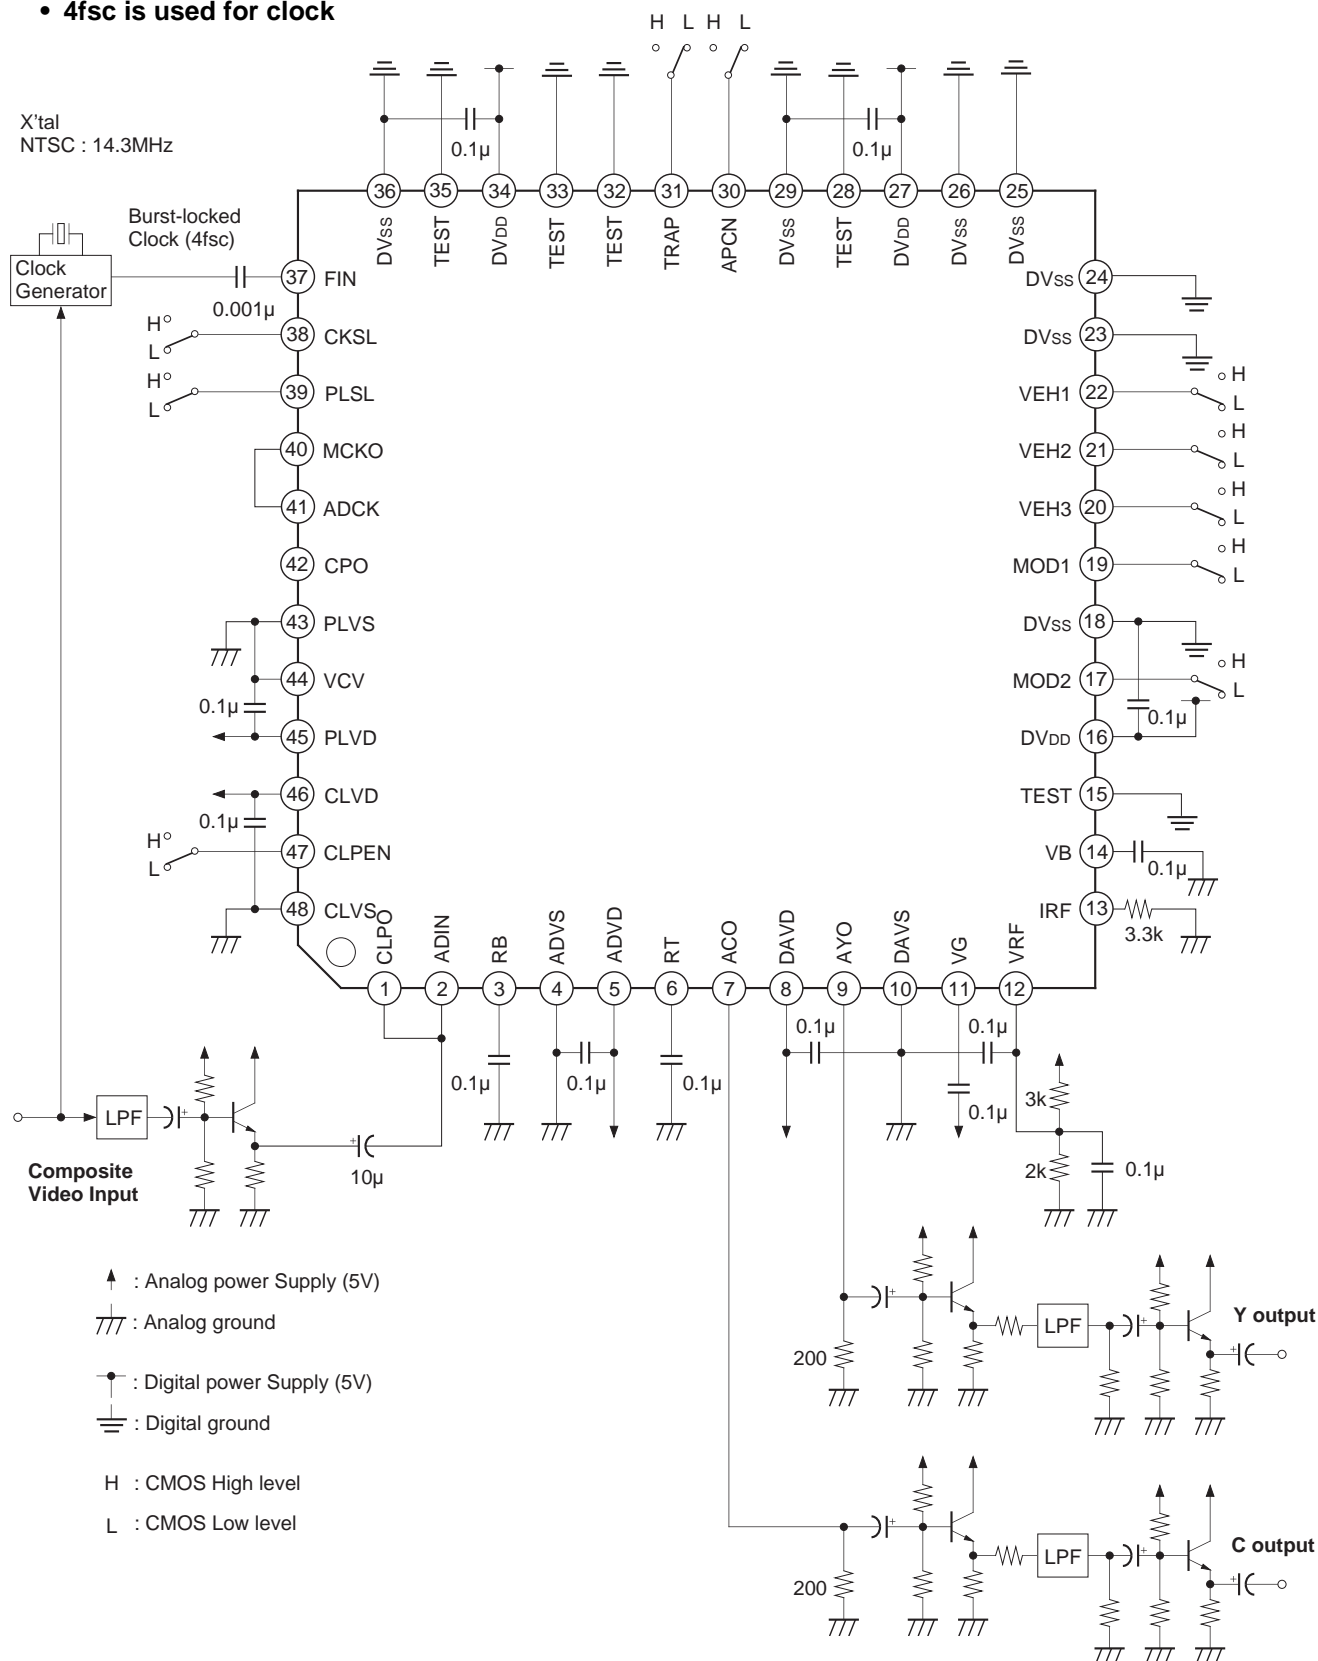 • 4fsc is used for clock
H L H L
X'tal
NTSC : 14.3MHz
0.1µ
0.1µ
36 35 34 33 32 31 30 29 28 27 26 25
DVss TEST DVDD TEST TEST TRAP APCN DVss TEST DVDD DVss DVss
Burst-locked
Clock (4fsc)
Clock
Generator
0.001µ
37 FIN
H
L
38 CKSL
H
L
39 PLSL
40 MCKO
41 ADCK
42 CPO
43 PLVS
44 VCV
0.1µ
45 PLVD
46 CLVD
0.1µ
H
L
47 CLPEN
48 CLVS
DVss 24
DVss 23
VEH1 22
H
L
VEH2 21
H
L
VEH3 20
H
L
MOD1 19
H
L
DVss 18
MOD2 17
H
L
0.1µ
DVDD 16
TEST 15
VB 14
0.1µ
IRF 13
3.3k
CLPO ADIN RB ADVS ADVD RT ACO DAVD AYO DAVS VG VRF
1 2 3 4 5 6 7 8 9 10 11 12
0.1µ
0.1µ
0.1µ
0.1µ
0.1µ
0.1µ
3k
2k
0.1µ
LPF
+
+
10µ
Composite
Video Input
: Analog power Supply (5V)
: Analog ground
: Digital power Supply (5V)
: Digital ground
H : CMOS High level
L : CMOS Low level
+
200
LPF
+
+
Y output
+
200
LPF
+
+
C output